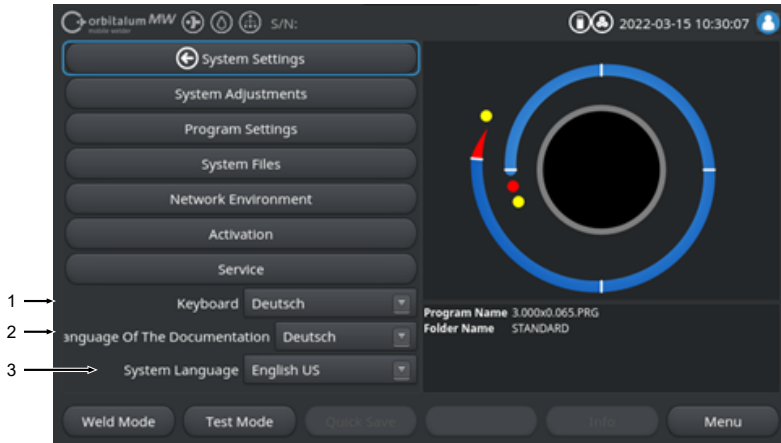 orbitalum MW
mobile welder
S/N:
2022-03-15 10:30:07
System Settings
System Adjustments
Program Settings
System Files
Network Environment
Activation
Service
1
Keyboard Deutsch
2
anguage Of The Documentation Deutsch
3
System Language English US
Program Name 3.000x0.065.PRG
Folder Name STANDARD
Weld Mode
Test Mode
Quick Save
Info
Menu